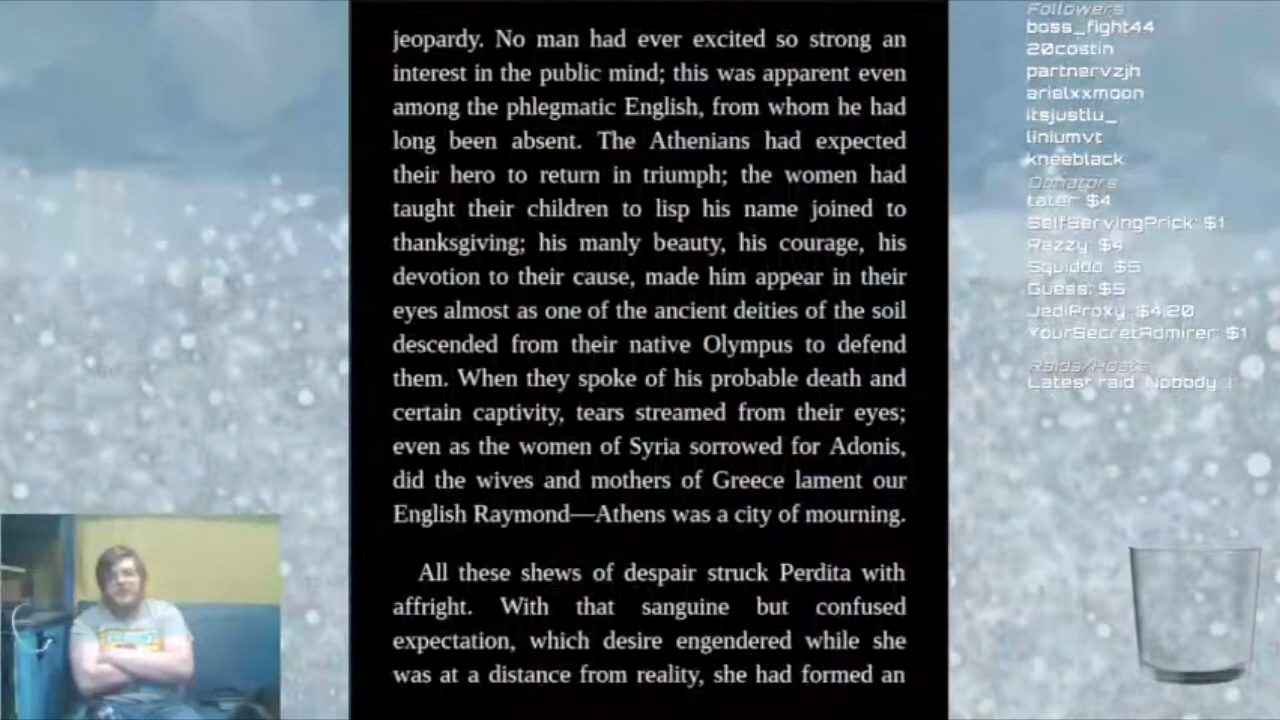 jeopardy. No man had ever excited so strong an
interest in the public mind; this was apparent even
among the phlegmatic English, from whom he had
long been absent. The Athenians had expected
their hero to return in triumph; the women had
taught their children to lisp his name joined to
thanksgiving; his manly beauty, his courage, his
devotion to their cause, made him appear in their
eyes almost as one of the ancient deities of the soil
descended from their native Olympus to defend
them. When they spoke of his probable death and
certain captivity, tears streamed from their eyes;
even as the women of Syria sorrowed for Adonis,
did the wives and mothers of Greece lament our
English Raymond—Athens was a city of mourning.
All these shews of despair struck Perdita with
affright. With that sanguine but confused
expectation, which desire engendered while she
was at a distance from reality, she had formed an
Followers
boss_fight44
20costin
partnervzjh
arielxxmoon
itsjustlu_
liniumvt
kneeblack
Donators
tater: $4
SelfServingPrick: $1
Razzy: $4
Squidoo: $5
Guess: $5
JediProxy: $4.20
YourSecretAdmirer: $1
Raids/Hosts
Latest raid: Nobody :(